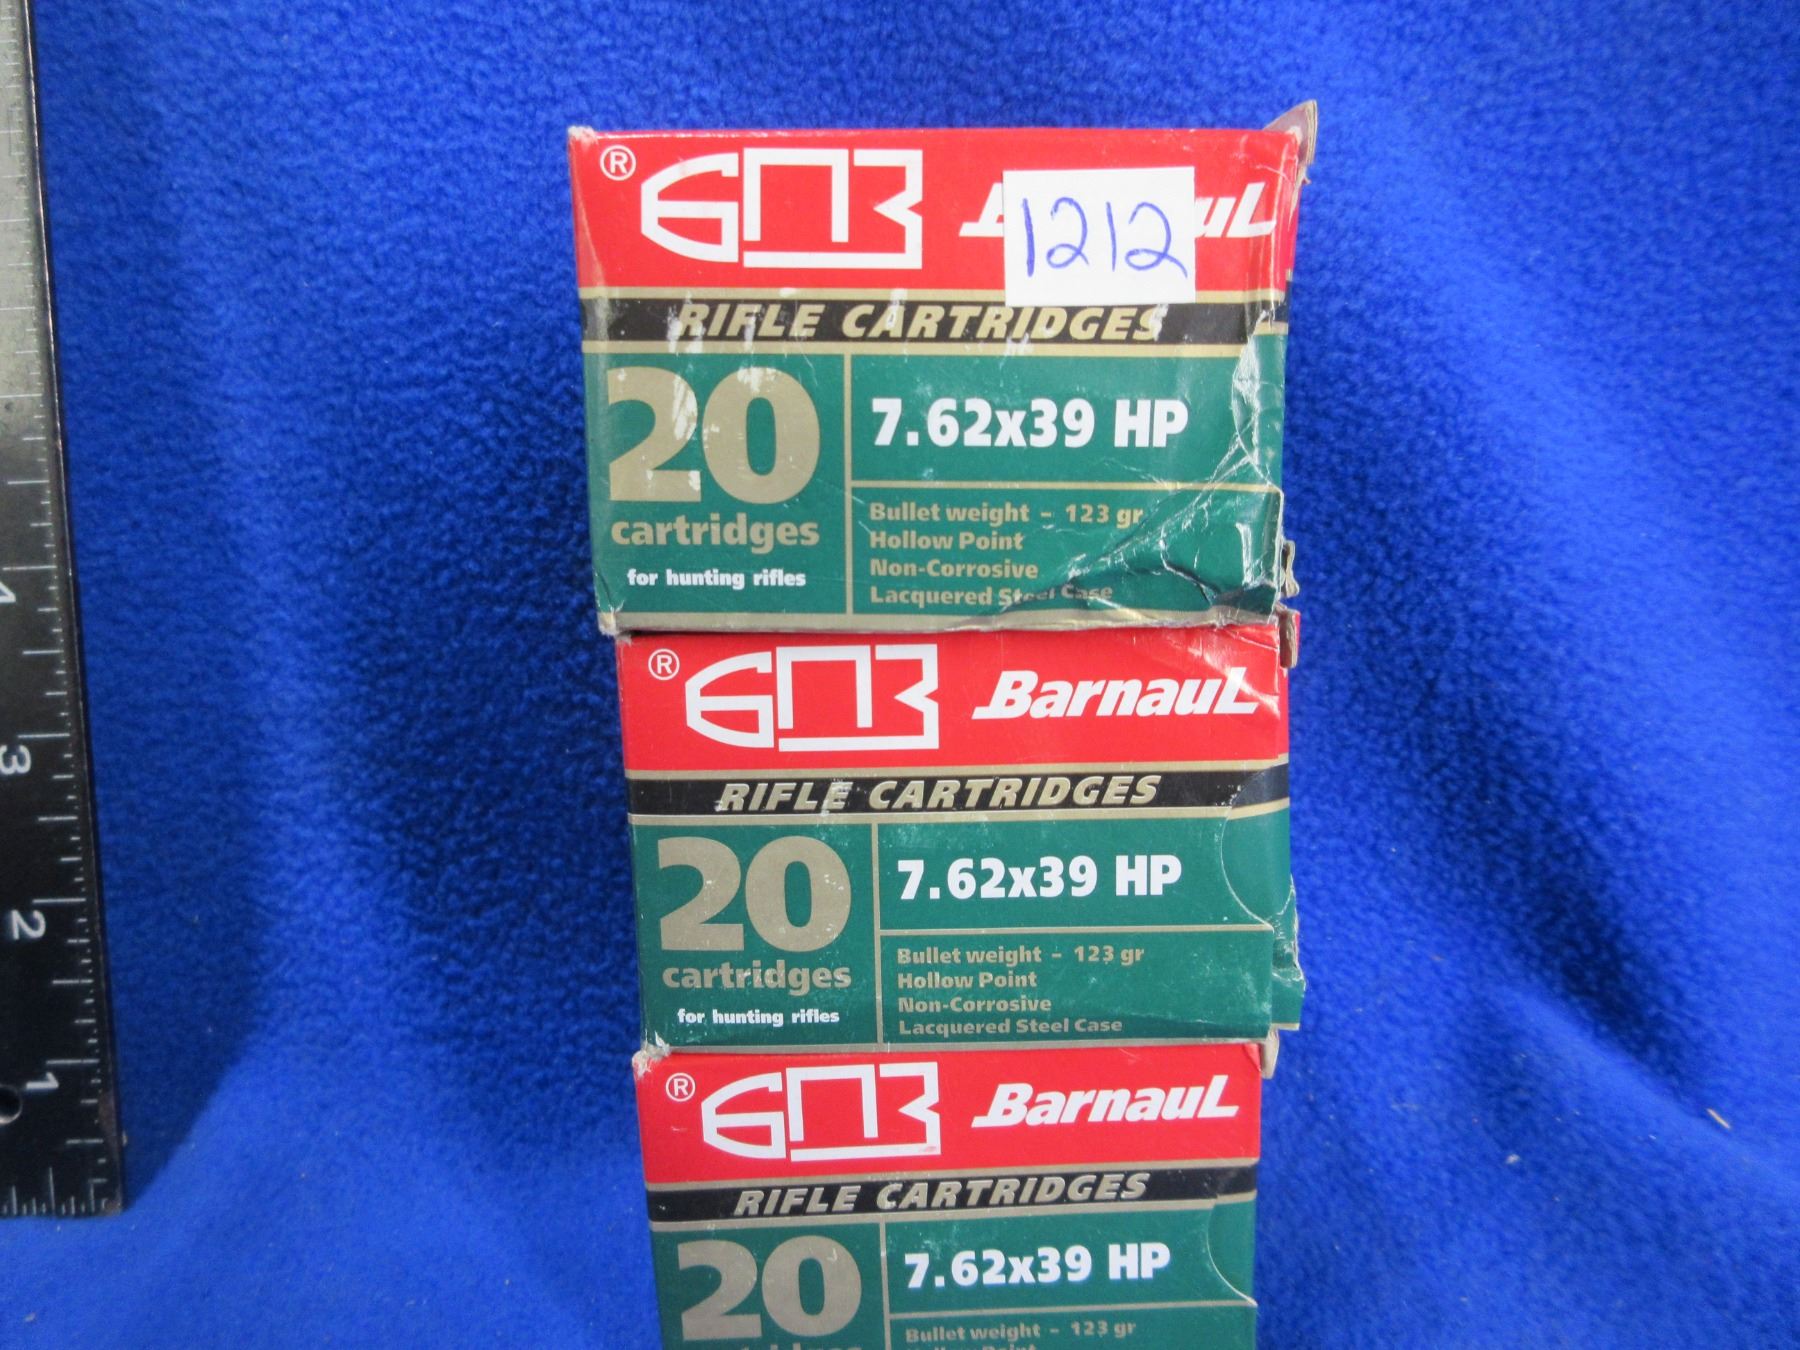 ® БПЗ
1212
RIFLE CARTRIDGES
20
cartridges
for hunting rifles
7.62x39 HP
Bullet weight – 123 gr
Hollow Point
Non-Corrosive
Lacquered Steel Case
® БПЗ BarnauL
RIFLE CARTRIDGES
20
cartridges
for hunting rifles
7.62x39 HP
Bullet weight – 123 gr
Hollow Point
Non-Corrosive
Lacquered Steel Case
® БПЗ BarnauL
RIFLE CARTRIDGES
20
7.62x39 HP
Bullet weight – 123 gr
4
3
2
1